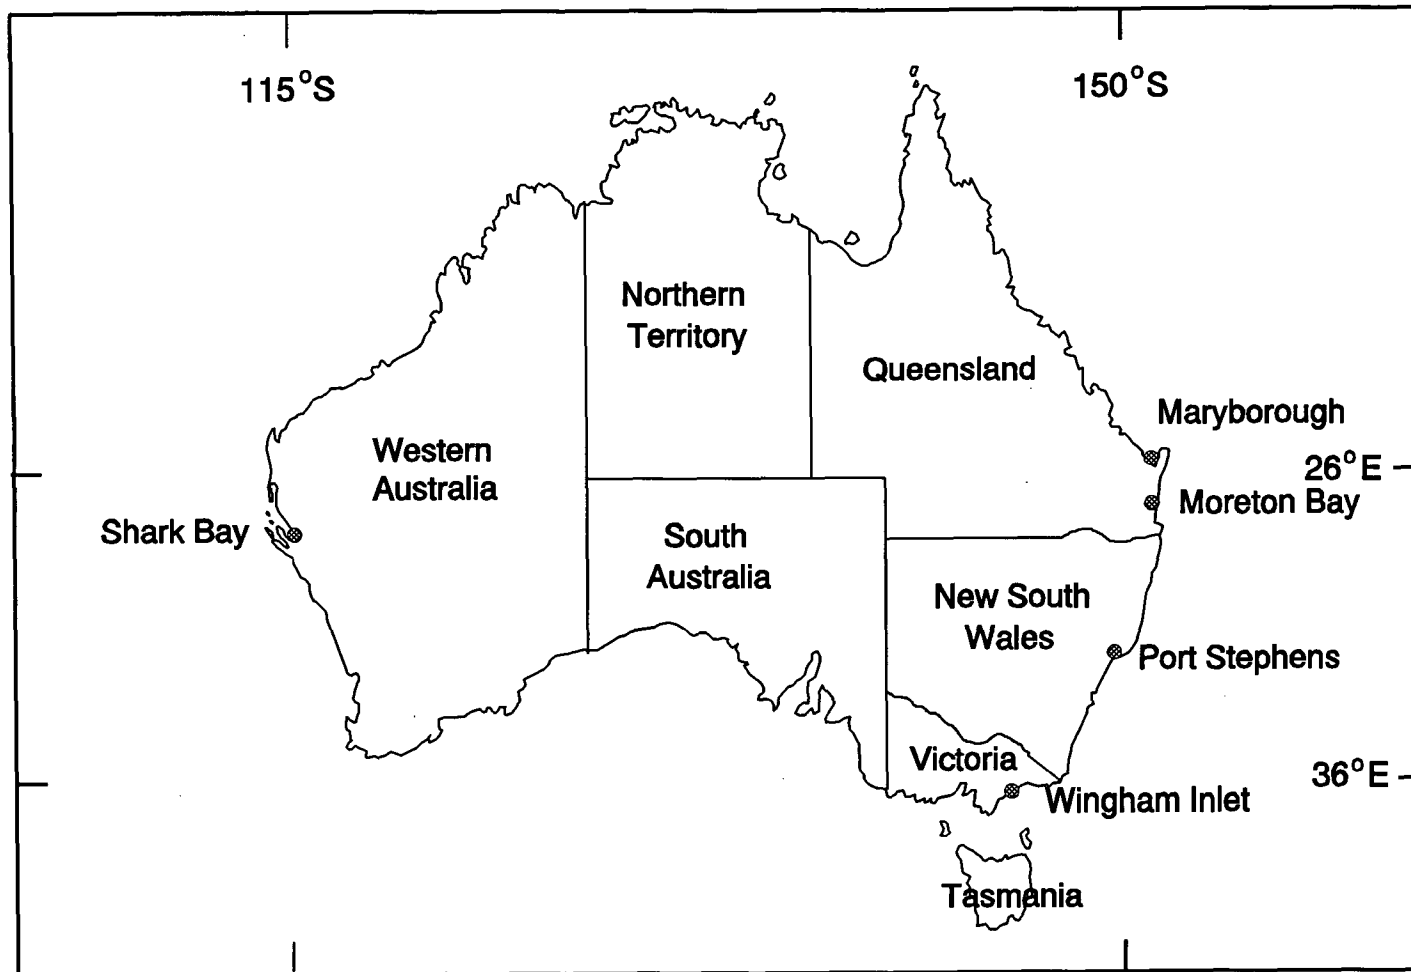 115°S
150°S
Northern
Territory
Queensland
Maryborough
Western
Australia
26°E
Moreton Bay
Shark Bay
South
Australia
New South
Wales
Port Stephens
Victoria
36°E
Wingham Inlet
Tasmania